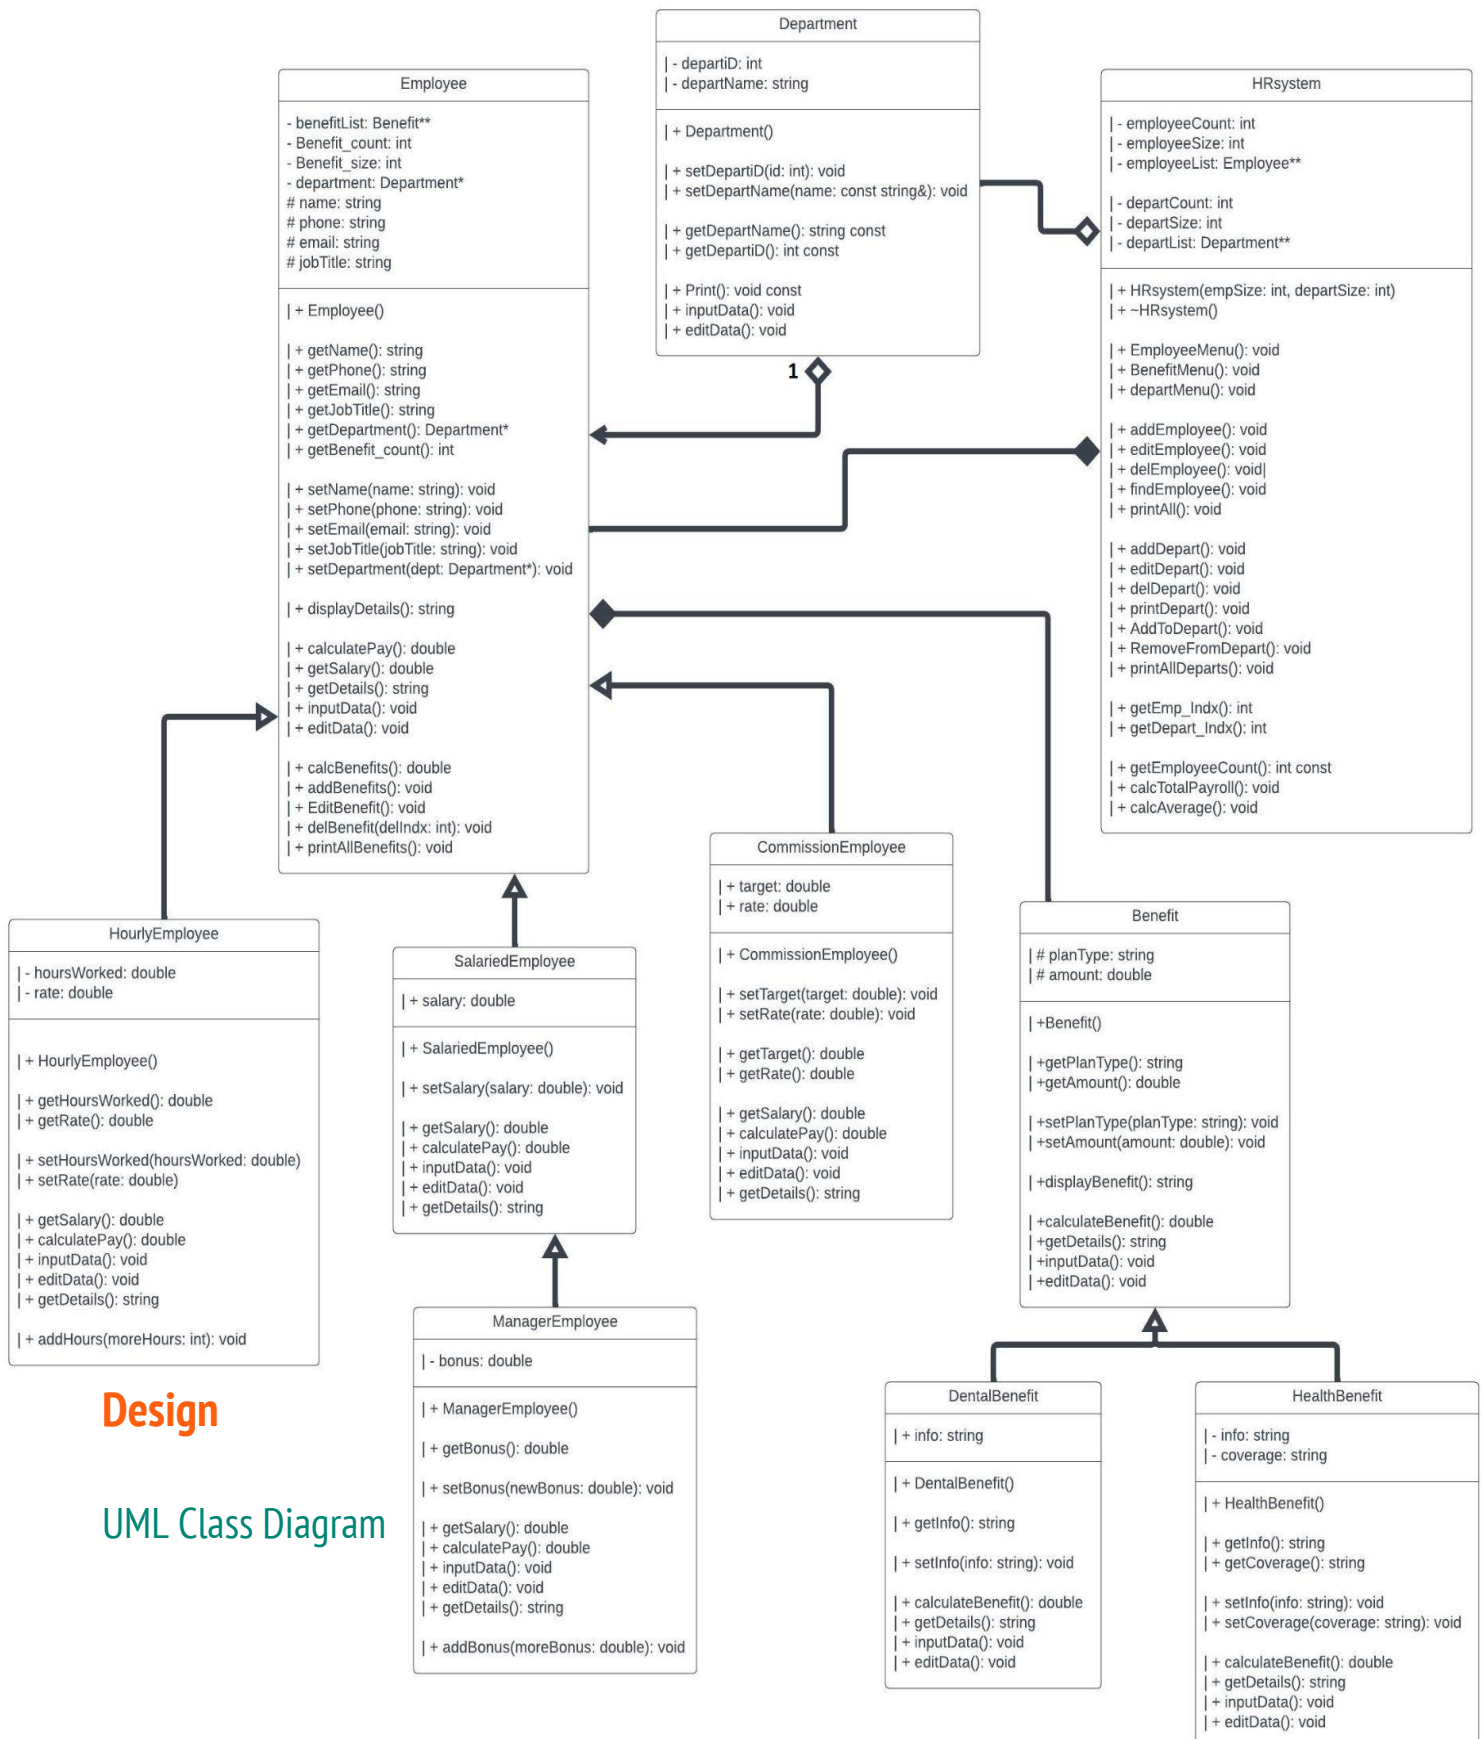 Department
| - departiD: int
| - departName: string
| + Department()
| + setDepartiD(id: int): void
| + setDepartName(name: const string&): void
| + getDepartName(): string const
| + getDepartiD(): int const
| + Print(): void const
| + inputData(): void
| + editData(): void
1
Employee
- benefitList: Benefit**
- Benefit_count: int
- Benefit_size: int
- department: Department*
# name: string
# phone: string
# email: string
# jobTitle: string
| + Employee()
| + getName(): string
| + getPhone(): string
| + getEmail(): string
| + getJobTitle(): string
| + getDepartment(): Department*
| + getBenefit_count(): int
| + setName(name: string): void
| + setPhone(phone: string): void
| + setEmail(email: string): void
| + setJobTitle(jobTitle: string): void
| + setDepartment(dept: Department*): void
| + displayDetails(): string
| + calculatePay(): double
| + getSalary(): double
| + getDetails(): string
| + inputData(): void
| + editData(): void
| + calcBenefits(): double
| + addBenefits(): void
| + EditBenefit(): void
| + delBenefit(delIndx: int): void
| + printAllBenefits(): void
HRsystem
| - employeeCount: int
| - employeeSize: int
| - employeeList: Employee**
| - departCount: int
| - departSize: int
| - departList: Department**
| + HRsystem(empSize: int, departSize: int)
| + ~HRsystem()
| + EmployeeMenu(): void
| + BenefitMenu(): void
| + departMenu(): void
| + addEmployee(): void
| + editEmployee(): void
| + delEmployee(): void|
| + findEmployee(): void
| + printAll(): void
| + addDepart(): void
| + editDepart(): void
| + delDepart(): void
| + printDepart(): void
| + AddToDepart(): void
| + RemoveFromDepart(): void
| + printAllDeparts(): void
| + getEmp_Indx(): int
| + getDepart_Indx(): int
| + getEmployeeCount(): int const
| + calcTotalPayroll(): void
| + calcAverage(): void
HourlyEmployee
| - hoursWorked: double
| - rate: double
| + HourlyEmployee()
| + getHoursWorked(): double
| + getRate(): double
| + setHoursWorked(hoursWorked: double)
| + setRate(rate: double)
| + getSalary(): double
| + calculatePay(): double
| + inputData(): void
| + editData(): void
| + getDetails(): string
| + addHours(moreHours: int): void
SalariedEmployee
| + salary: double
| + SalariedEmployee()
| + setSalary(salary: double): void
| + getSalary(): double
| + calculatePay(): double
| + inputData(): void
| + editData(): void
| + getDetails(): string
CommissionEmployee
| + target: double
| + rate: double
| + CommissionEmployee()
| + setTarget(target: double): void
| + setRate(rate: double): void
| + getTarget(): double
| + getRate(): double
| + getSalary(): double
| + calculatePay(): double
| + inputData(): void
| + editData(): void
| + getDetails(): string
Benefit
| # planType: string
| # amount: double
| +Benefit()
| +getPlanType(): string
| +getAmount(): double
| +setPlanType(planType: string): void
| +setAmount(amount: double): void
| +displayBenefit(): string
| +calculateBenefit(): double
| +getDetails(): string
| +inputData(): void
| +editData(): void
ManagerEmployee
| - bonus: double
| + ManagerEmployee()
| + getBonus(): double
| + setBonus(newBonus: double): void
| + getSalary(): double
| + calculatePay(): double
| + inputData(): void
| + editData(): void
| + getDetails(): string
| + addBonus(moreBonus: double): void
DentalBenefit
| + info: string
| + DentalBenefit()
| + getInfo(): string
| + setInfo(info: string): void
| + calculateBenefit(): double
| + getDetails(): string
| + inputData(): void
| + editData(): void
HealthBenefit
| - info: string
| - coverage: string
| + HealthBenefit()
| + getInfo(): string
| + getCoverage(): string
| + setInfo(info: string): void
| + setCoverage(coverage: string): void
| + calculateBenefit(): double
| + getDetails(): string
| + inputData(): void
| + editData(): void
Design
UML Class Diagram